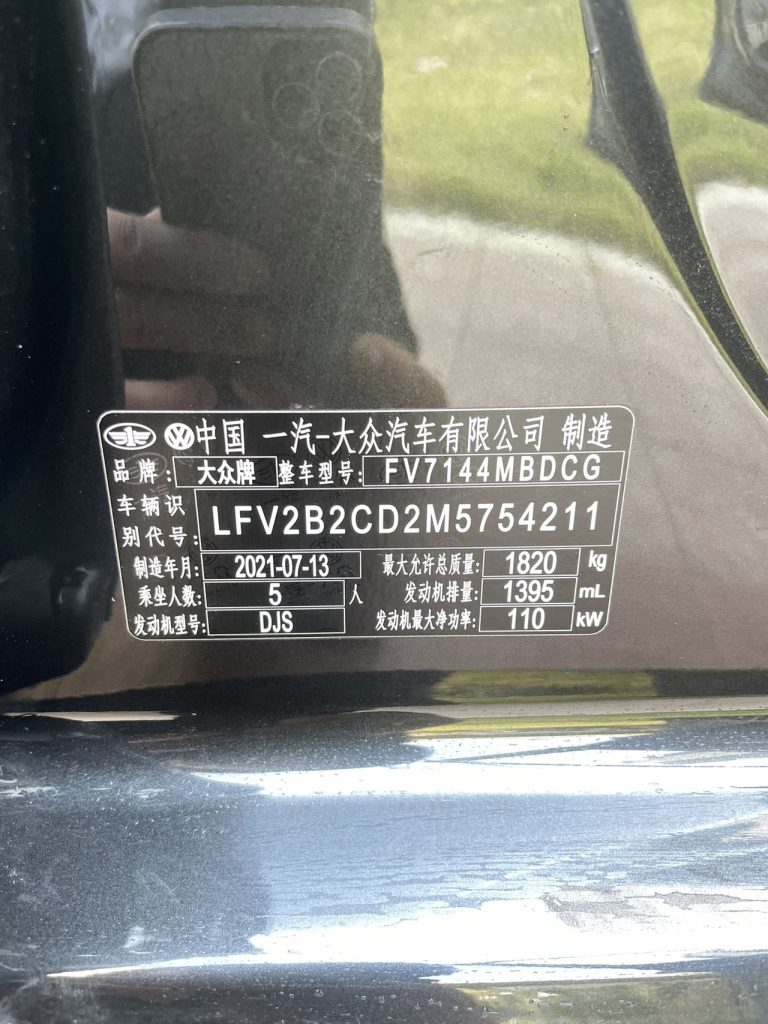 中国 一汽-大众汽车有限公司 制造
品牌: 大众牌 整车型号: FV7144MBDCG
车辆识别代号: LFV2B2CD2M5754211
制造年月: 2021-07-13 最大允许总质量: 1820 kg
乘坐人数: 5 人 发动机排量: 1395 mL
发动机型号: DJS 发动机最大净功率: 110 kW